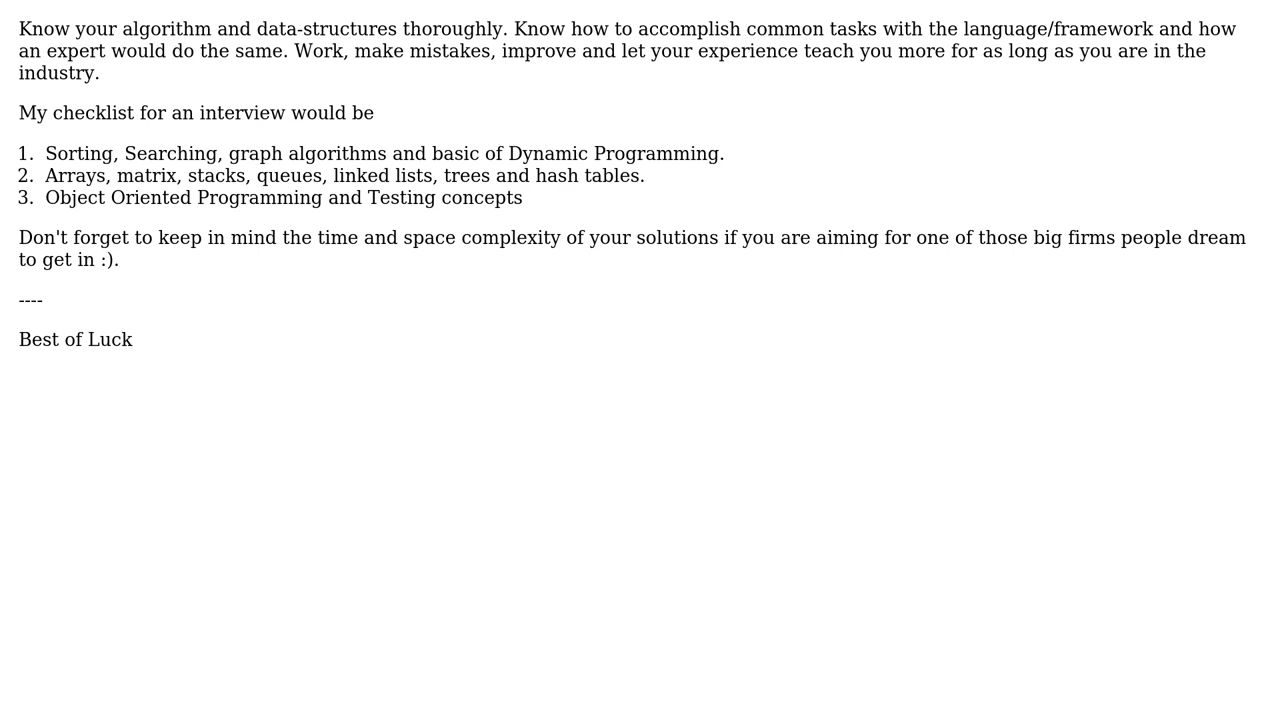 Know your algorithm and data-structures thoroughly. Know how to accomplish common tasks with the language/framework and how
an expert would do the same. Work, make mistakes, improve and let your experience teach you more for as long as you are in the
industry.
My checklist for an interview would be
1. Sorting, Searching, graph algorithms and basic of Dynamic Programming.
2. Arrays, matrix, stacks, queues, linked lists, trees and hash tables.
3. Object Oriented Programming and Testing concepts
Don't forget to keep in mind the time and space complexity of your solutions if you are aiming for one of those big firms people dream
to get in :).
----
Best of Luck